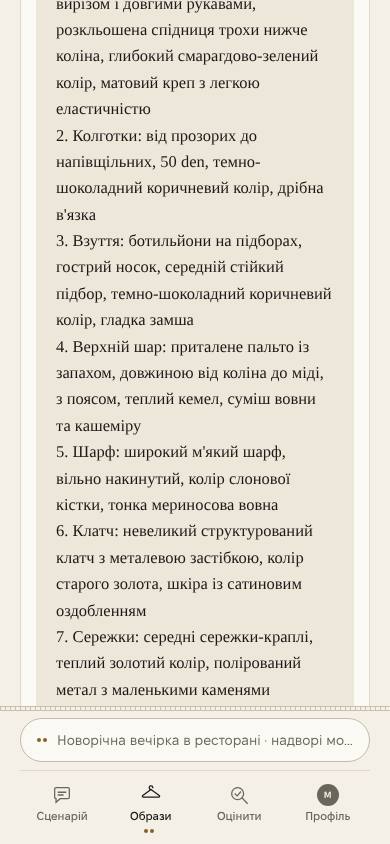 вирізом і довгими рукавами,
розкльошена спідниця трохи нижче
коліна, глибокий смарагдово-зелений
колір, матовий креп з легкою
еластичністю
2. Колготки: від прозорих до
напівщільних, 50 den, темно-
шоколадний коричневий колір, дрібна
в'язка
3. Взуття: ботильйони на підборах,
гострий носок, середній стійкий
підбор, темно-шоколадний коричневий
колір, гладка замша
4. Верхній шар: приталене пальто із
запахом, довжиною від коліна до міді,
з поясом, теплий кемел, суміш вовни
та кашеміру
5. Шарф: широкий м'який шарф,
вільно накинутий, колір слонової
кістки, тонка мериносова вовна
6. Клатч: невеликий структурований
клатч з металевою застібкою, колір
старого золота, шкіра із сатиновим
оздобленням
7. Сережки: середні сережки-краплі,
теплий золотий колір, полірований
метал з маленькими каменями
Новорічна вечірка в ресторані · надворі мо...
Сценарій
Образи
Оцінити
М
Профіль